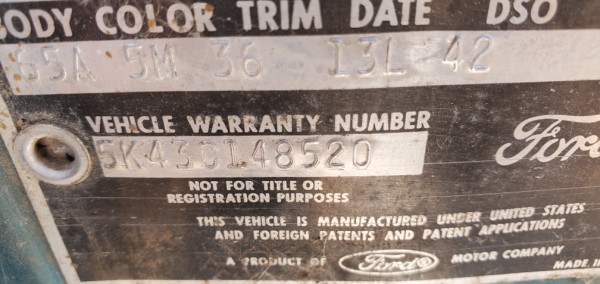 BODY COLOR TRIM DATE DSO
65A 5M 36 13L 42
VEHICLE WARRANTY NUMBER
5K43C148520
Ford
NOT FOR TITLE OR
REGISTRATION PURPOSES
THIS VEHICLE IS MANUFACTURED UNDER UNITED STATES
AND FOREIGN PATENTS AND PATENT APPLICATIONS
A PRODUCT OF Ford® MOTOR COMPANY
MADE I